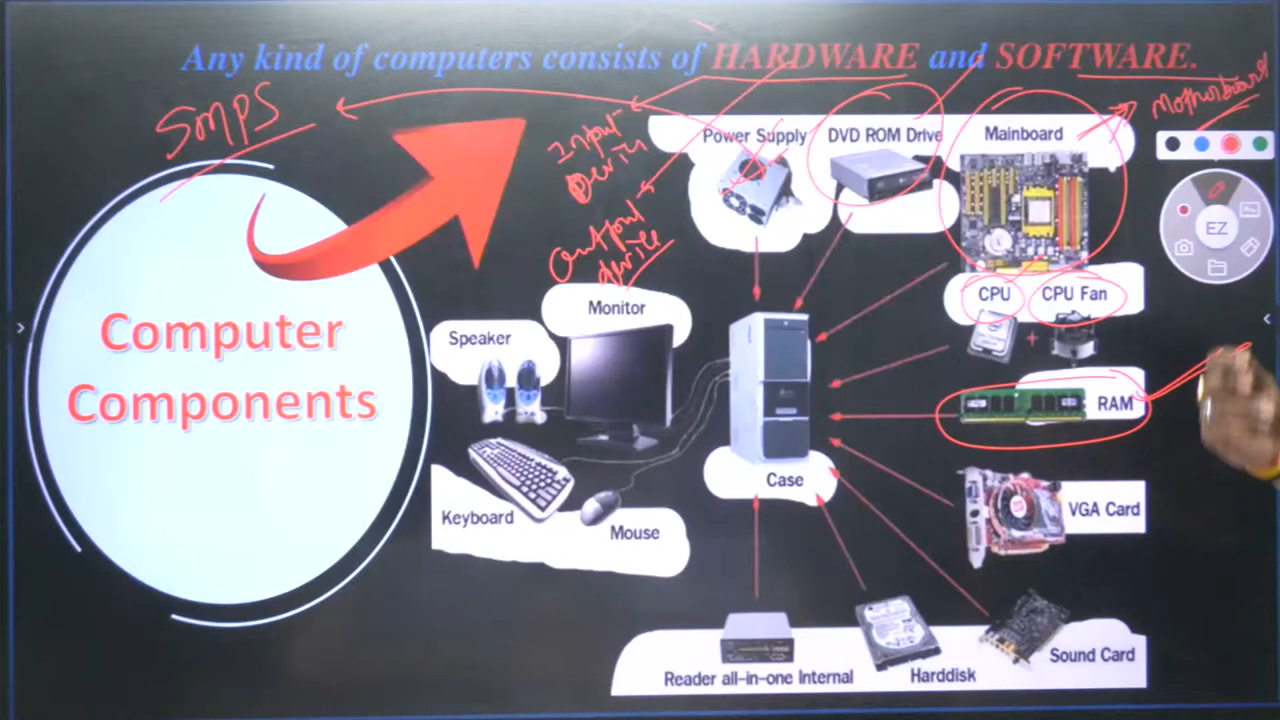 Any kind of computers consists of HARDWARE and SOFTWARE.
SMPS
Motherboard
Input
Device
Output
device
Power Supply
DVD ROM Drive
Mainboard
EZ
CPU
CPU Fan
+
Monitor
Speaker
Computer
Components
RAM
Case
Keyboard
Mouse
VGA Card
Reader all-in-one Internal
Harddisk
Sound Card